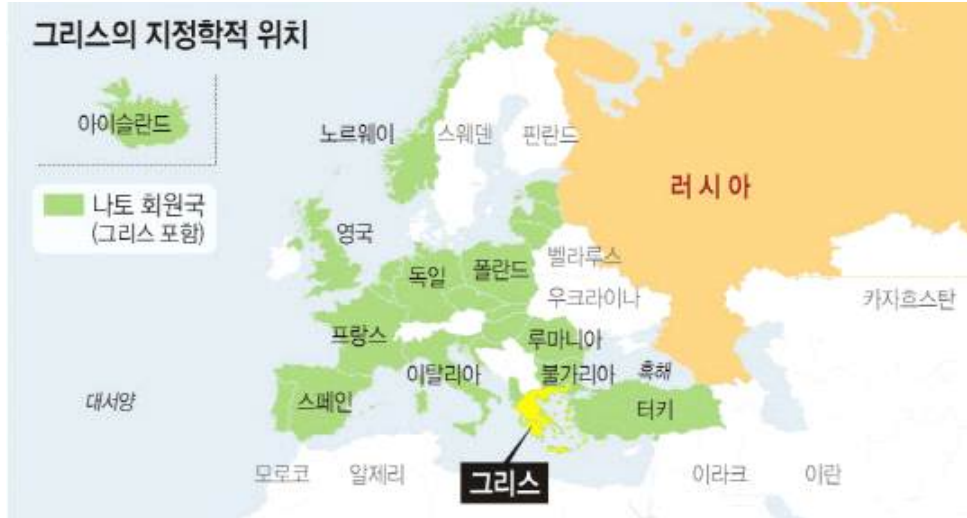 그리스의 지정학적 위치
아이슬란드
노르웨이
스웨덴
핀란드
러시아
나토 회원국
(그리스 포함)
영국
독일
폴란드
벨라루스
우크라이나
카자흐스탄
프랑스
루마니아
이탈리아
불가리아
흑해
대서양
스페인
터키
모로코
알제리
그리스
이라크
이란